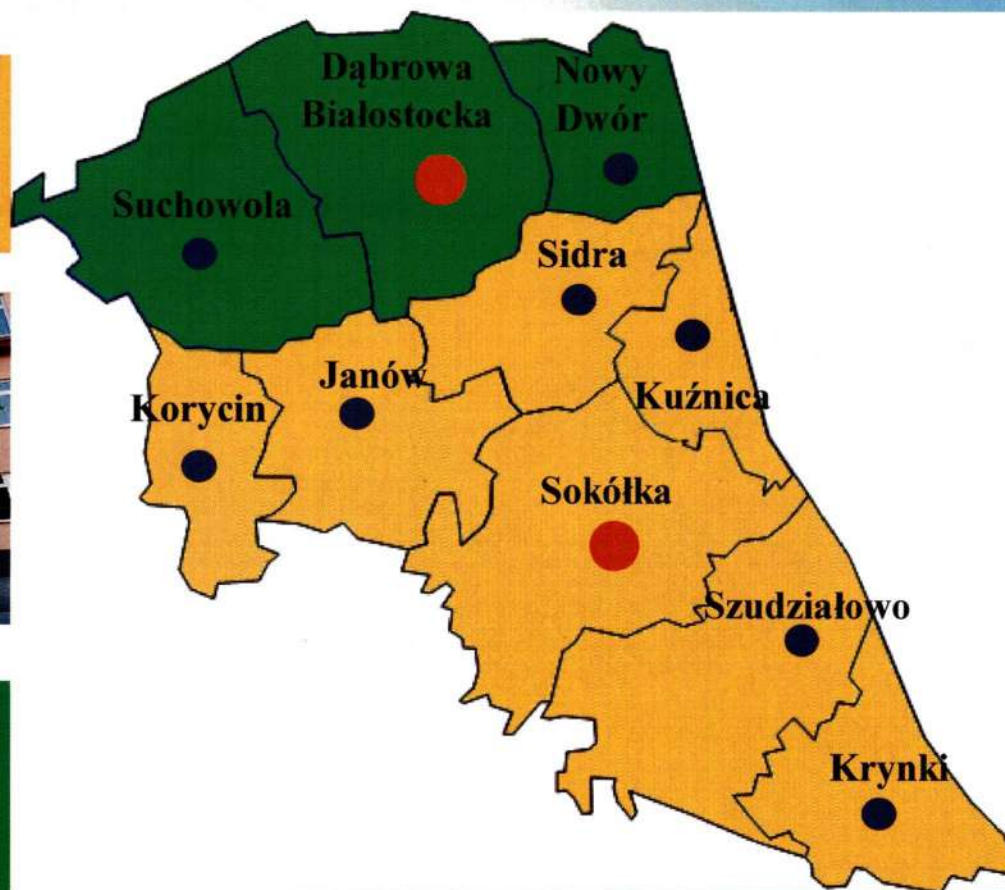 Dąbrowa
Białostocka
Nowy
Dwór
Suchowola
Sidra
Janów
Kuźnica
Korycin
Sokółka
Szudziałowo
Krynki